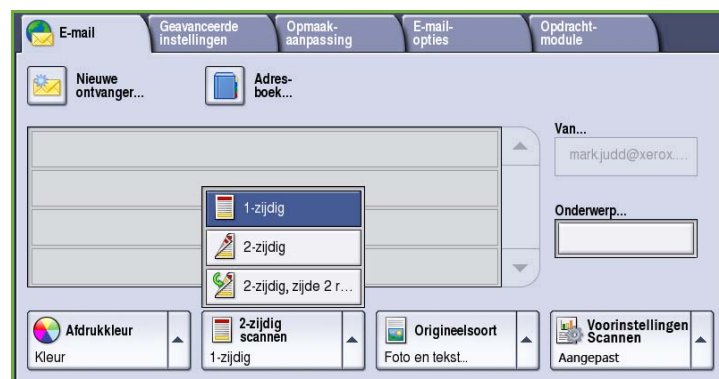 E-mail
Geavanceerde
instellingen
Opmaak-
aanpassing
E-mail-
opties
Opdracht-
module
Nieuwe
ontvanger...
Adres-
boek...
Van...
mark.judd@xerox....
1-zijdig
Onderwerp...
2-zijdig
2-zijdig, zijde 2 r...
Afdrukkleur
Kleur
2-zijdig
scannen
1-zijdig
Origineelsoort
Foto en tekst...
Voorinstellingen
Scannen
Aangepast